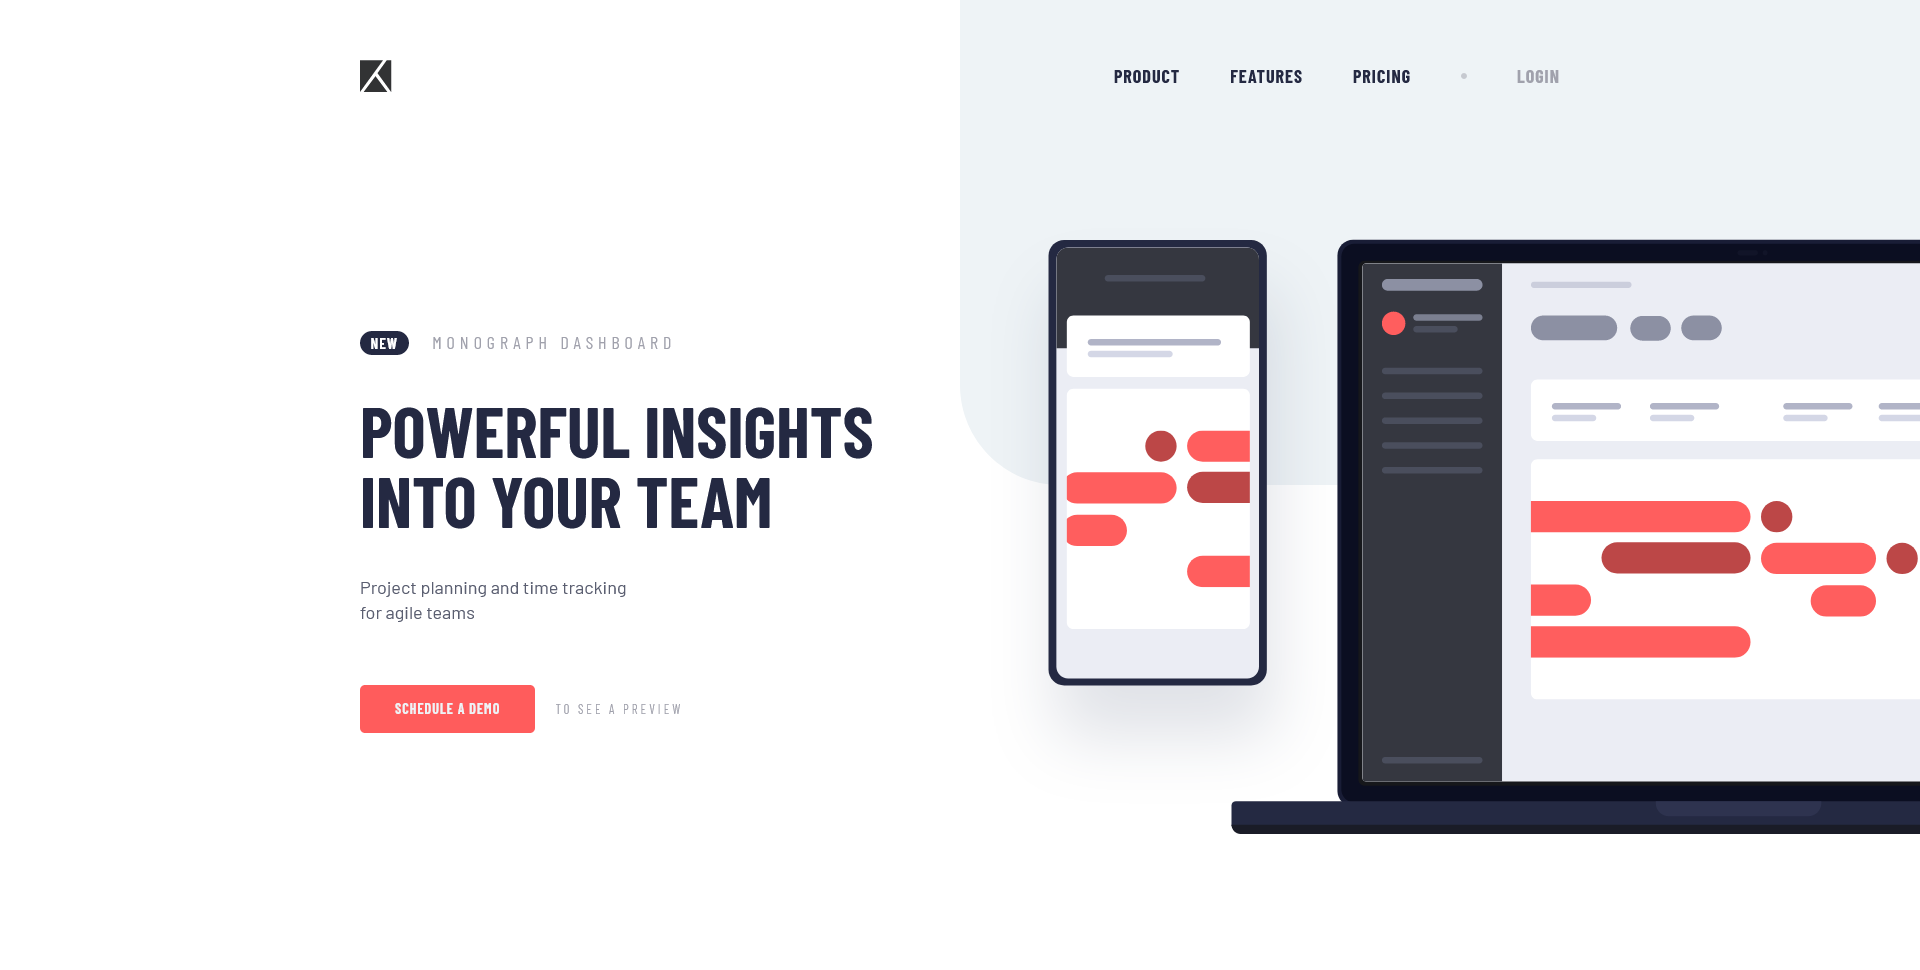 PRODUCT FEATURES PRICING LOGIN
NEW MONOGRAPH DASHBOARD
POWERFUL INSIGHTS
INTO YOUR TEAM
Project planning and time tracking
for agile teams
SCHEDULE A DEMO TO SEE A PREVIEW